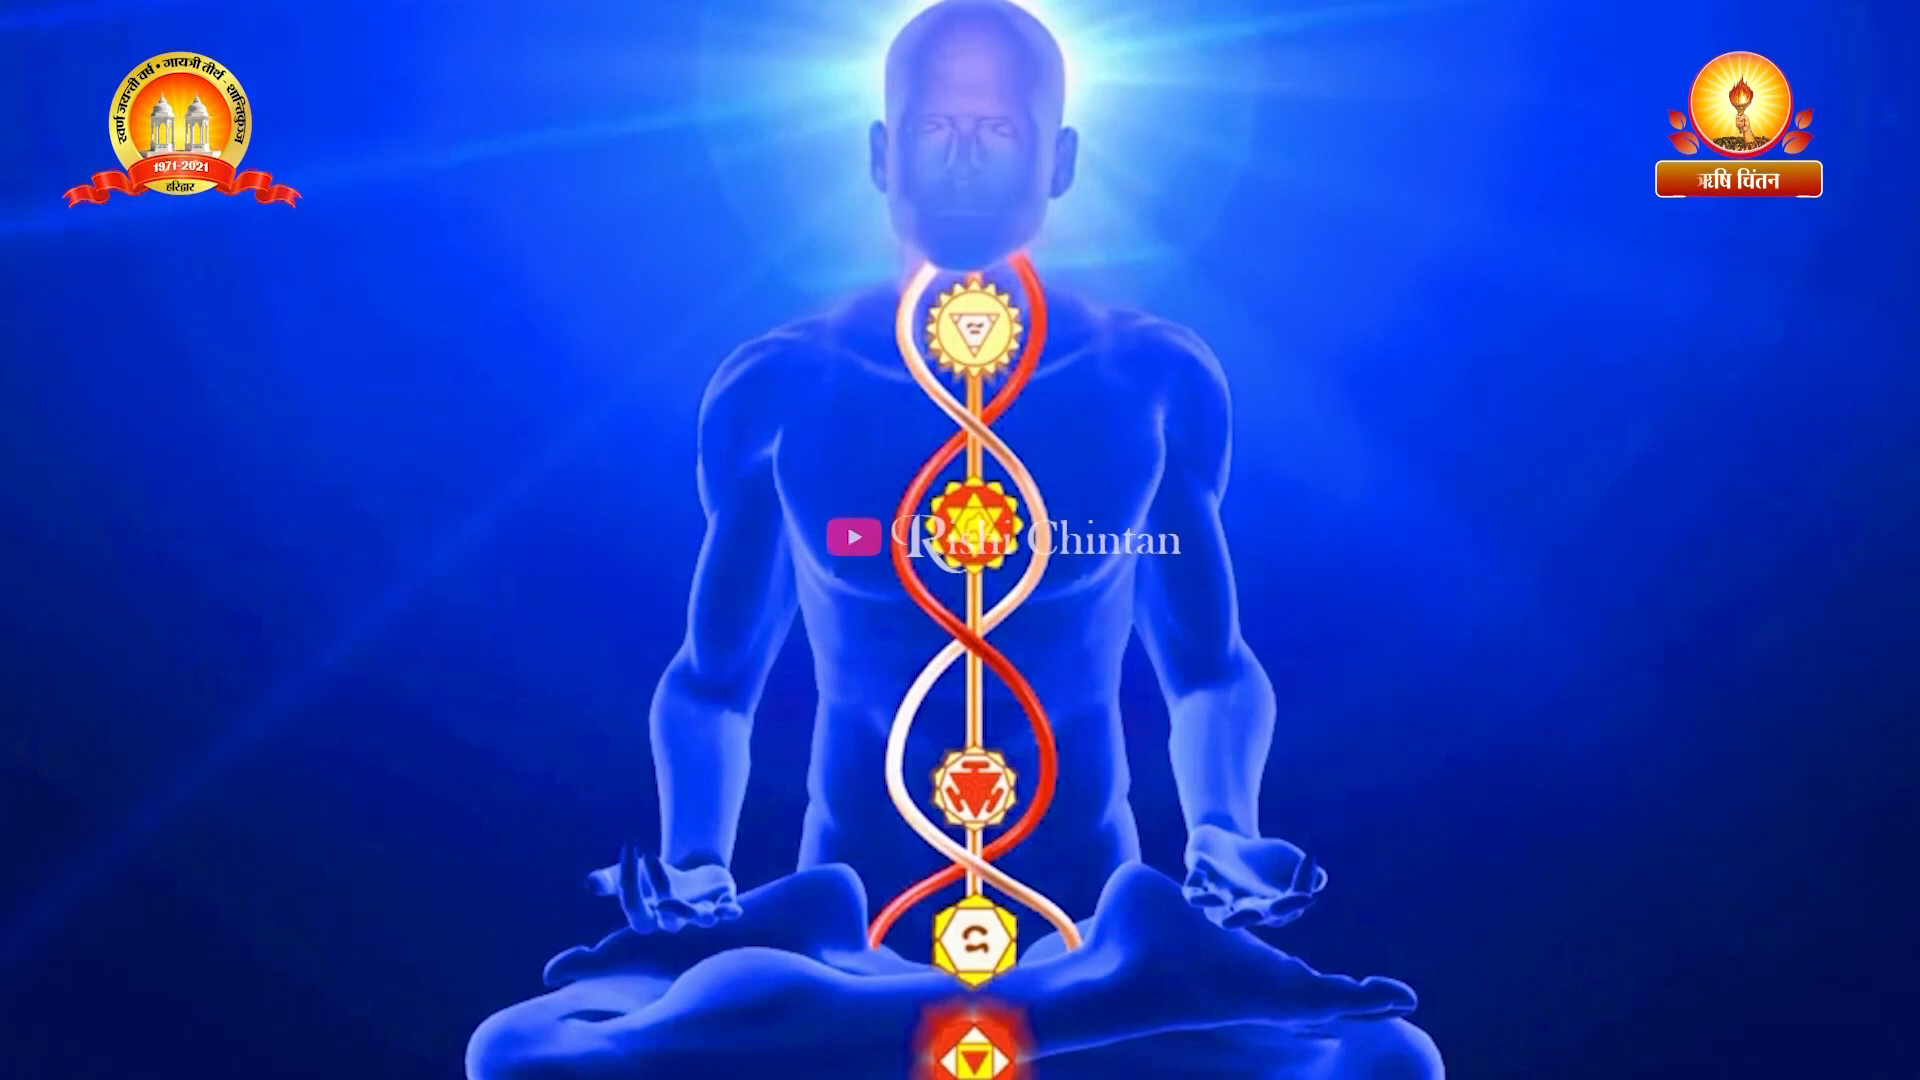 स्वर्ण जयन्ती वर्ष • गायत्री तीर्थ - शान्तिकुञ्ज
1971-2021
हरिद्वार
ऋषि चिंतन
Rishi Chintan